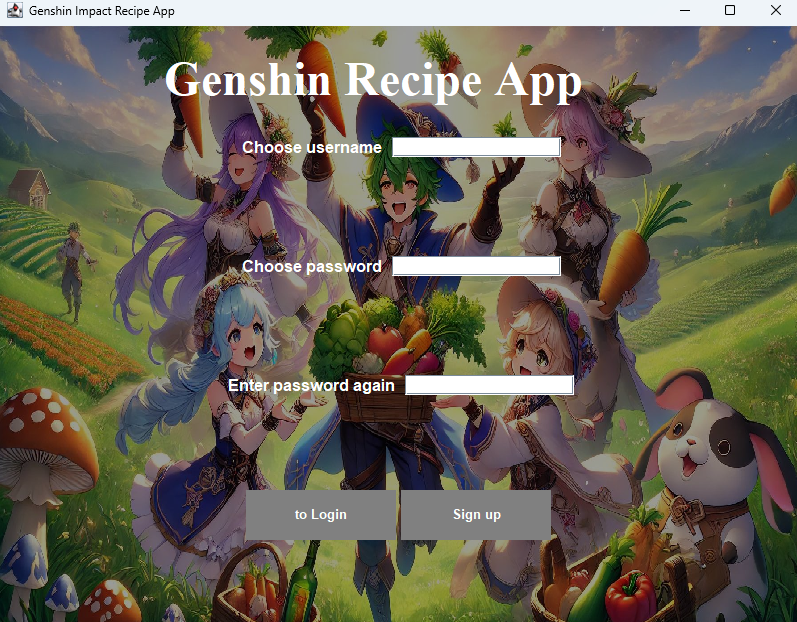 Genshin Impact Recipe App
Genshin Recipe App
Choose username
Choose password
Enter password again
to Login Sign up